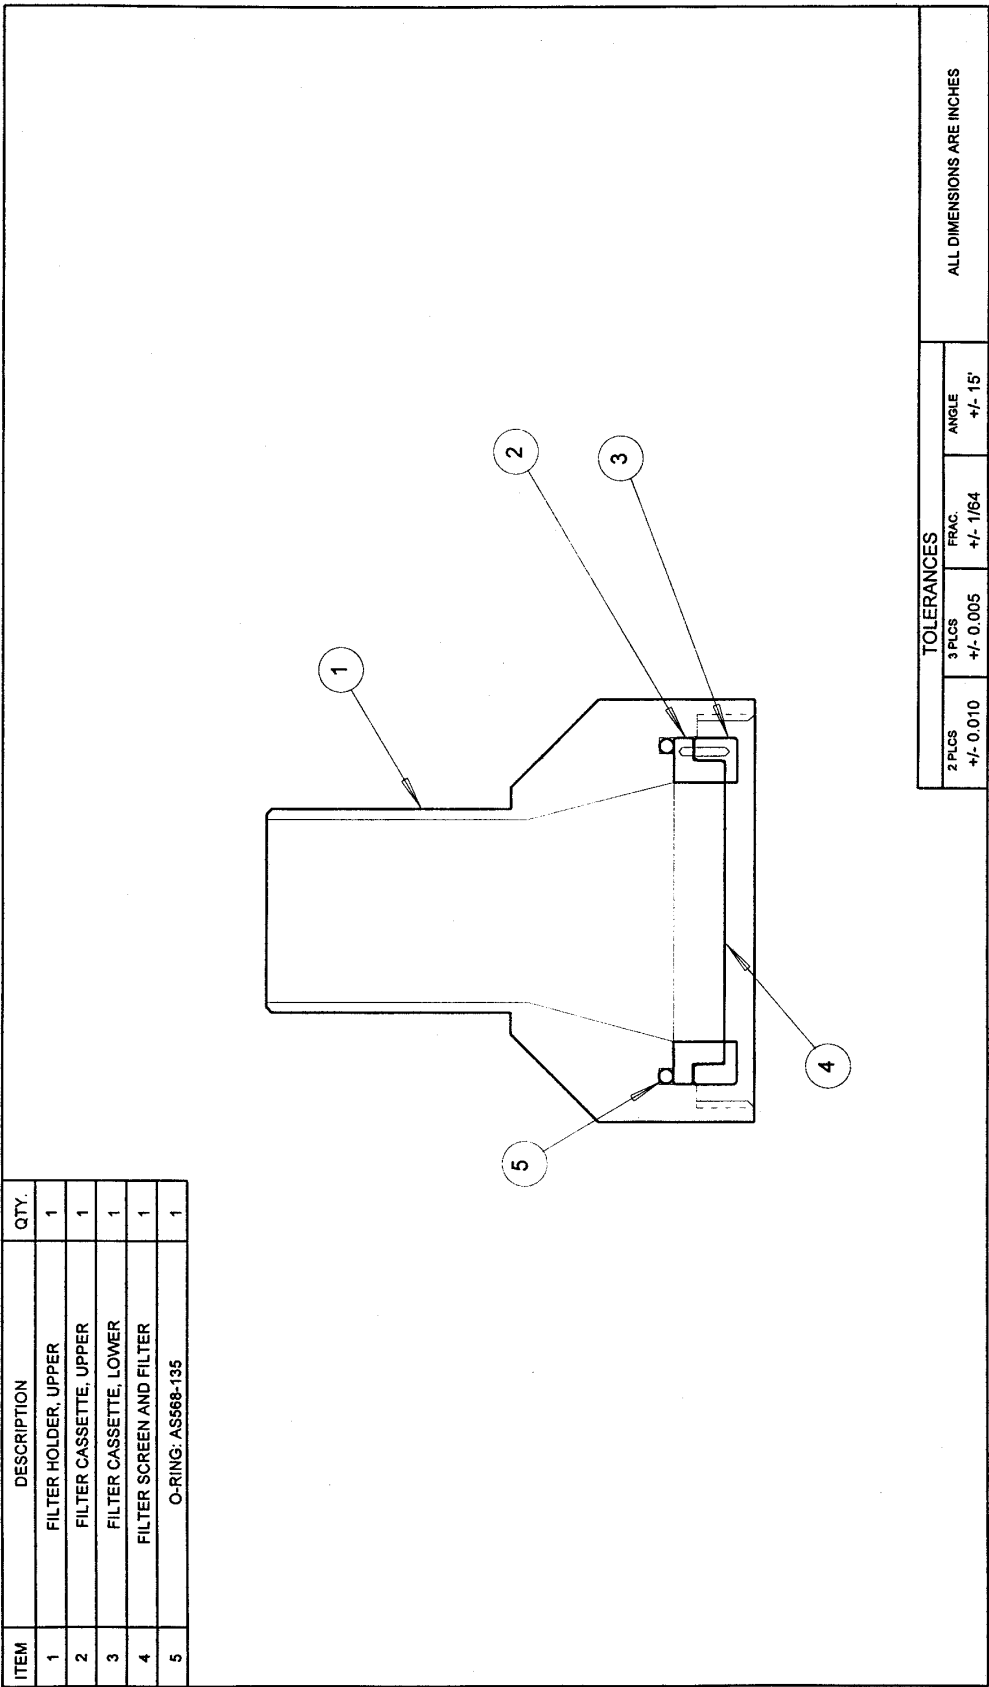 ITEM DESCRIPTION QTY.
1 FILTER HOLDER, UPPER 1
2 FILTER CASSETTE, UPPER 1
3 FILTER CASSETTE, LOWER 1
4 FILTER SCREEN AND FILTER 1
5 O-RING: AS568-135 1
1
2
3
4
5
TOLERANCES
2 PLCS 3 PLCS FRAC. ANGLE
+/- 0.010 +/- 0.005 +/- 1/64 +/- 15'
ALL DIMENSIONS ARE INCHES